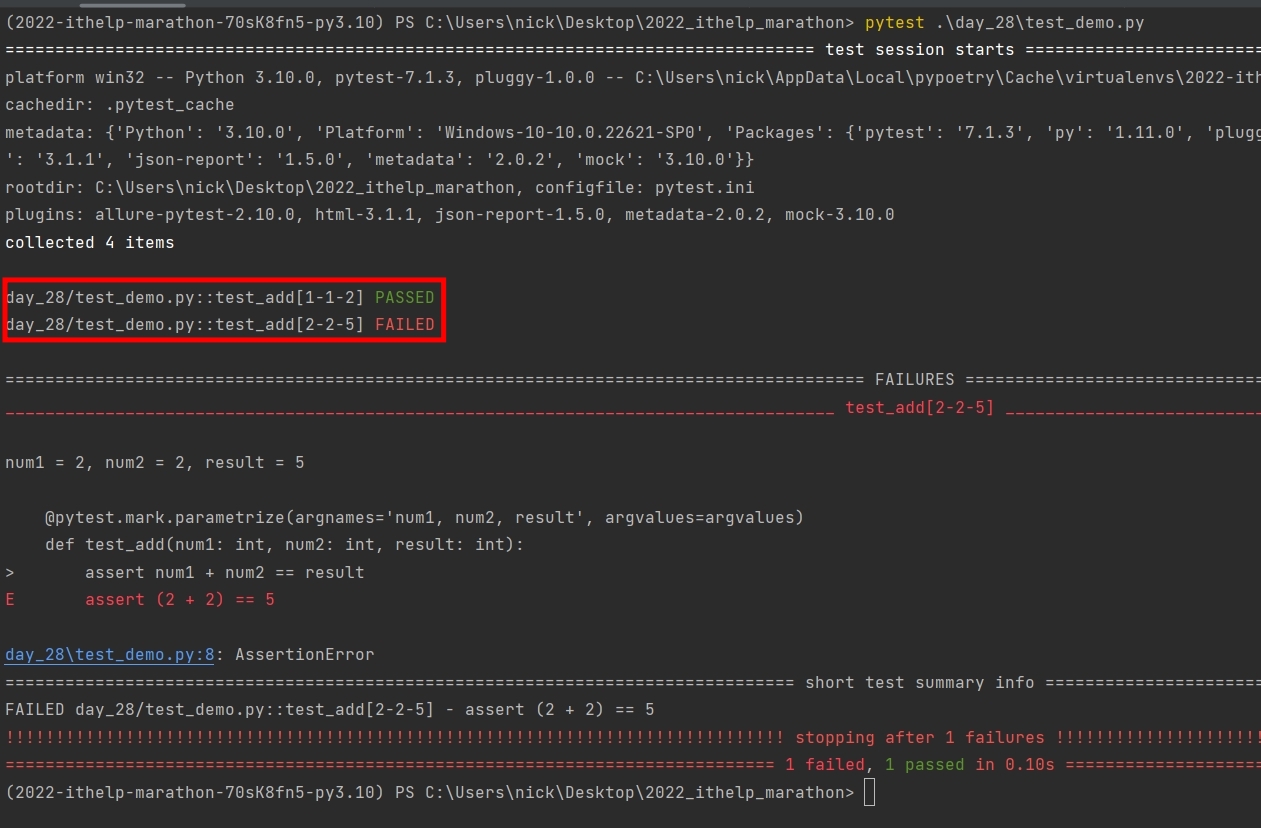 (2022-ithelp-marathon-70sK8fn5-py3.10) PS C:\Users\nick\Desktop\2022_ithelp_marathon> pytest .\day_28\test_demo.py
================================================================================= test session starts ========================
platform win32 -- Python 3.10.0, pytest-7.1.3, pluggy-1.0.0 -- C:\Users\nick\AppData\Local\pypoetry\Cache\virtualenvs\2022-ith
cachedir: .pytest_cache
metadata: {'Python': '3.10.0', 'Platform': 'Windows-10-10.0.22621-SP0', 'Packages': {'pytest': '7.1.3', 'py': '1.11.0', 'plugg
': '3.1.1', 'json-report': '1.5.0', 'metadata': '2.0.2', 'mock': '3.10.0'}}
rootdir: C:\Users\nick\Desktop\2022_ithelp_marathon, configfile: pytest.ini
plugins: allure-pytest-2.10.0, html-3.1.1, json-report-1.5.0, metadata-2.0.2, mock-3.10.0
collected 4 items
day_28/test_demo.py::test_add[1-1-2] PASSED
day_28/test_demo.py::test_add[2-2-5] FAILED
====================================================================================== FAILURES ==============================
___________________________________________________________________________________ test_add[2-2-5] __________________________
num1 = 2, num2 = 2, result = 5
    @pytest.mark.parametrize(argnames='num1, num2, result', argvalues=argvalues)
    def test_add(num1: int, num2: int, result: int):
>       assert num1 + num2 == result
E       assert (2 + 2) == 5
day_28\test_demo.py:8: AssertionError
=============================================================================== short test summary info ======================
FAILED day_28/test_demo.py::test_add[2-2-5] - assert (2 + 2) == 5
!!!!!!!!!!!!!!!!!!!!!!!!!!!!!!!!!!!!!!!!!!!!!!!!!!!!!!!!!!!!!!!!!!!!!!!!!!!!!! stopping after 1 failures !!!!!!!!!!!!!!!!!!!!!
============================================================================= 1 failed, 1 passed in 0.10s ====================
(2022-ithelp-marathon-70sK8fn5-py3.10) PS C:\Users\nick\Desktop\2022_ithelp_marathon>